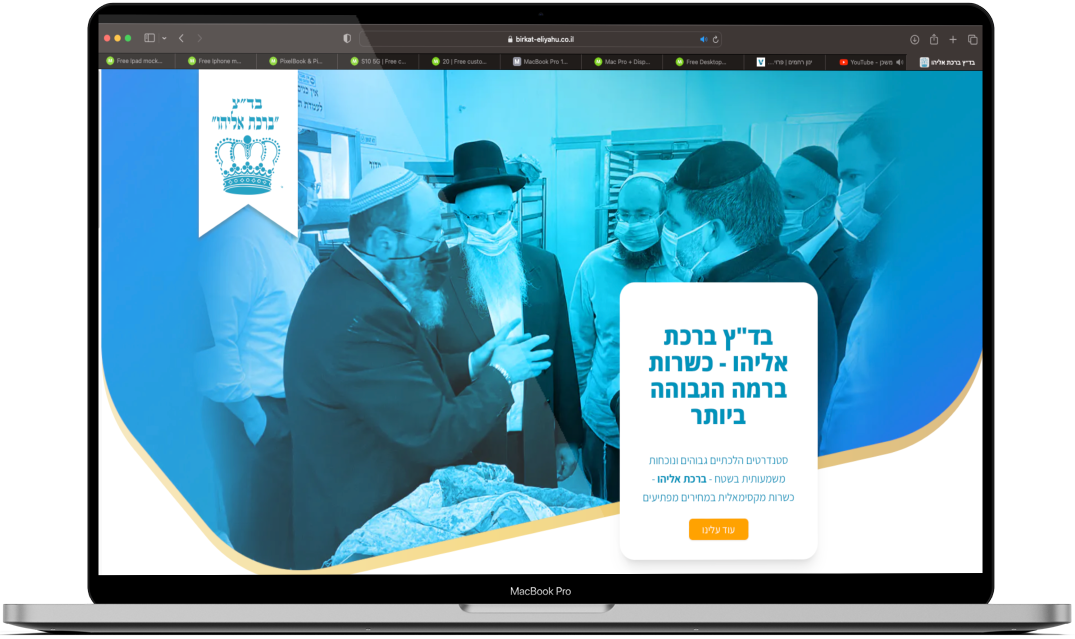 birkat-eliyahu.co.il
Free Ipad mock...
Free Iphone m...
PixelBook & Pi...
S10 5G | Free c...
20 | Free custo...
MacBook Pro 1...
Mac Pro + Disp...
Free Desktop...
ינון רחמים | פרוי...
YouTube - משכן
בד"ץ ברכת אליהו
בד"צ
"ברכת אליהו"
אין
בד"ץ ברכת
אליהו - כשרות
ברמה הגבוהה
ביותר
סטנדרטים הלכתיים גבוהים ונוכחות
משמעותית בשטח - ברכת אליהו -
כשרות מקסימאלית במחירים מפתיעים
עוד עלינו
MacBook Pro